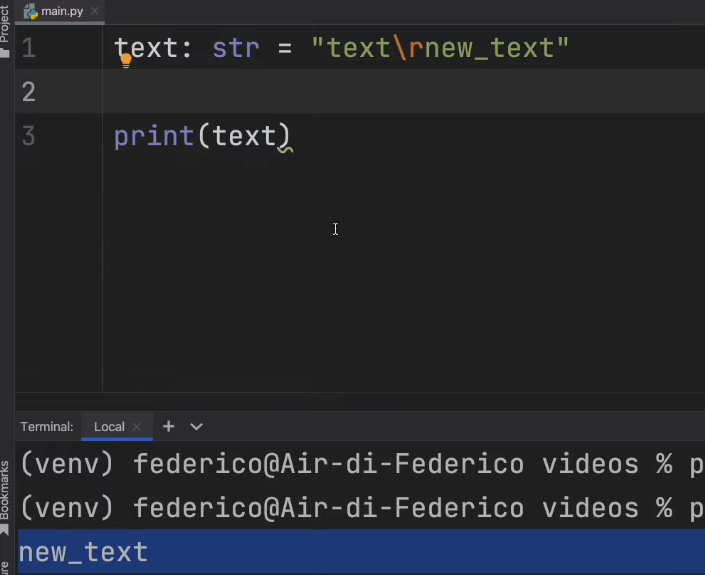 Project
main.py
1 text: str = "text\rnew_text"
2
3 print(text)
Terminal: Local
(venv) federico@Air-di-Federico videos % p
(venv) federico@Air-di-Federico videos % p
Bookmarks
new_text